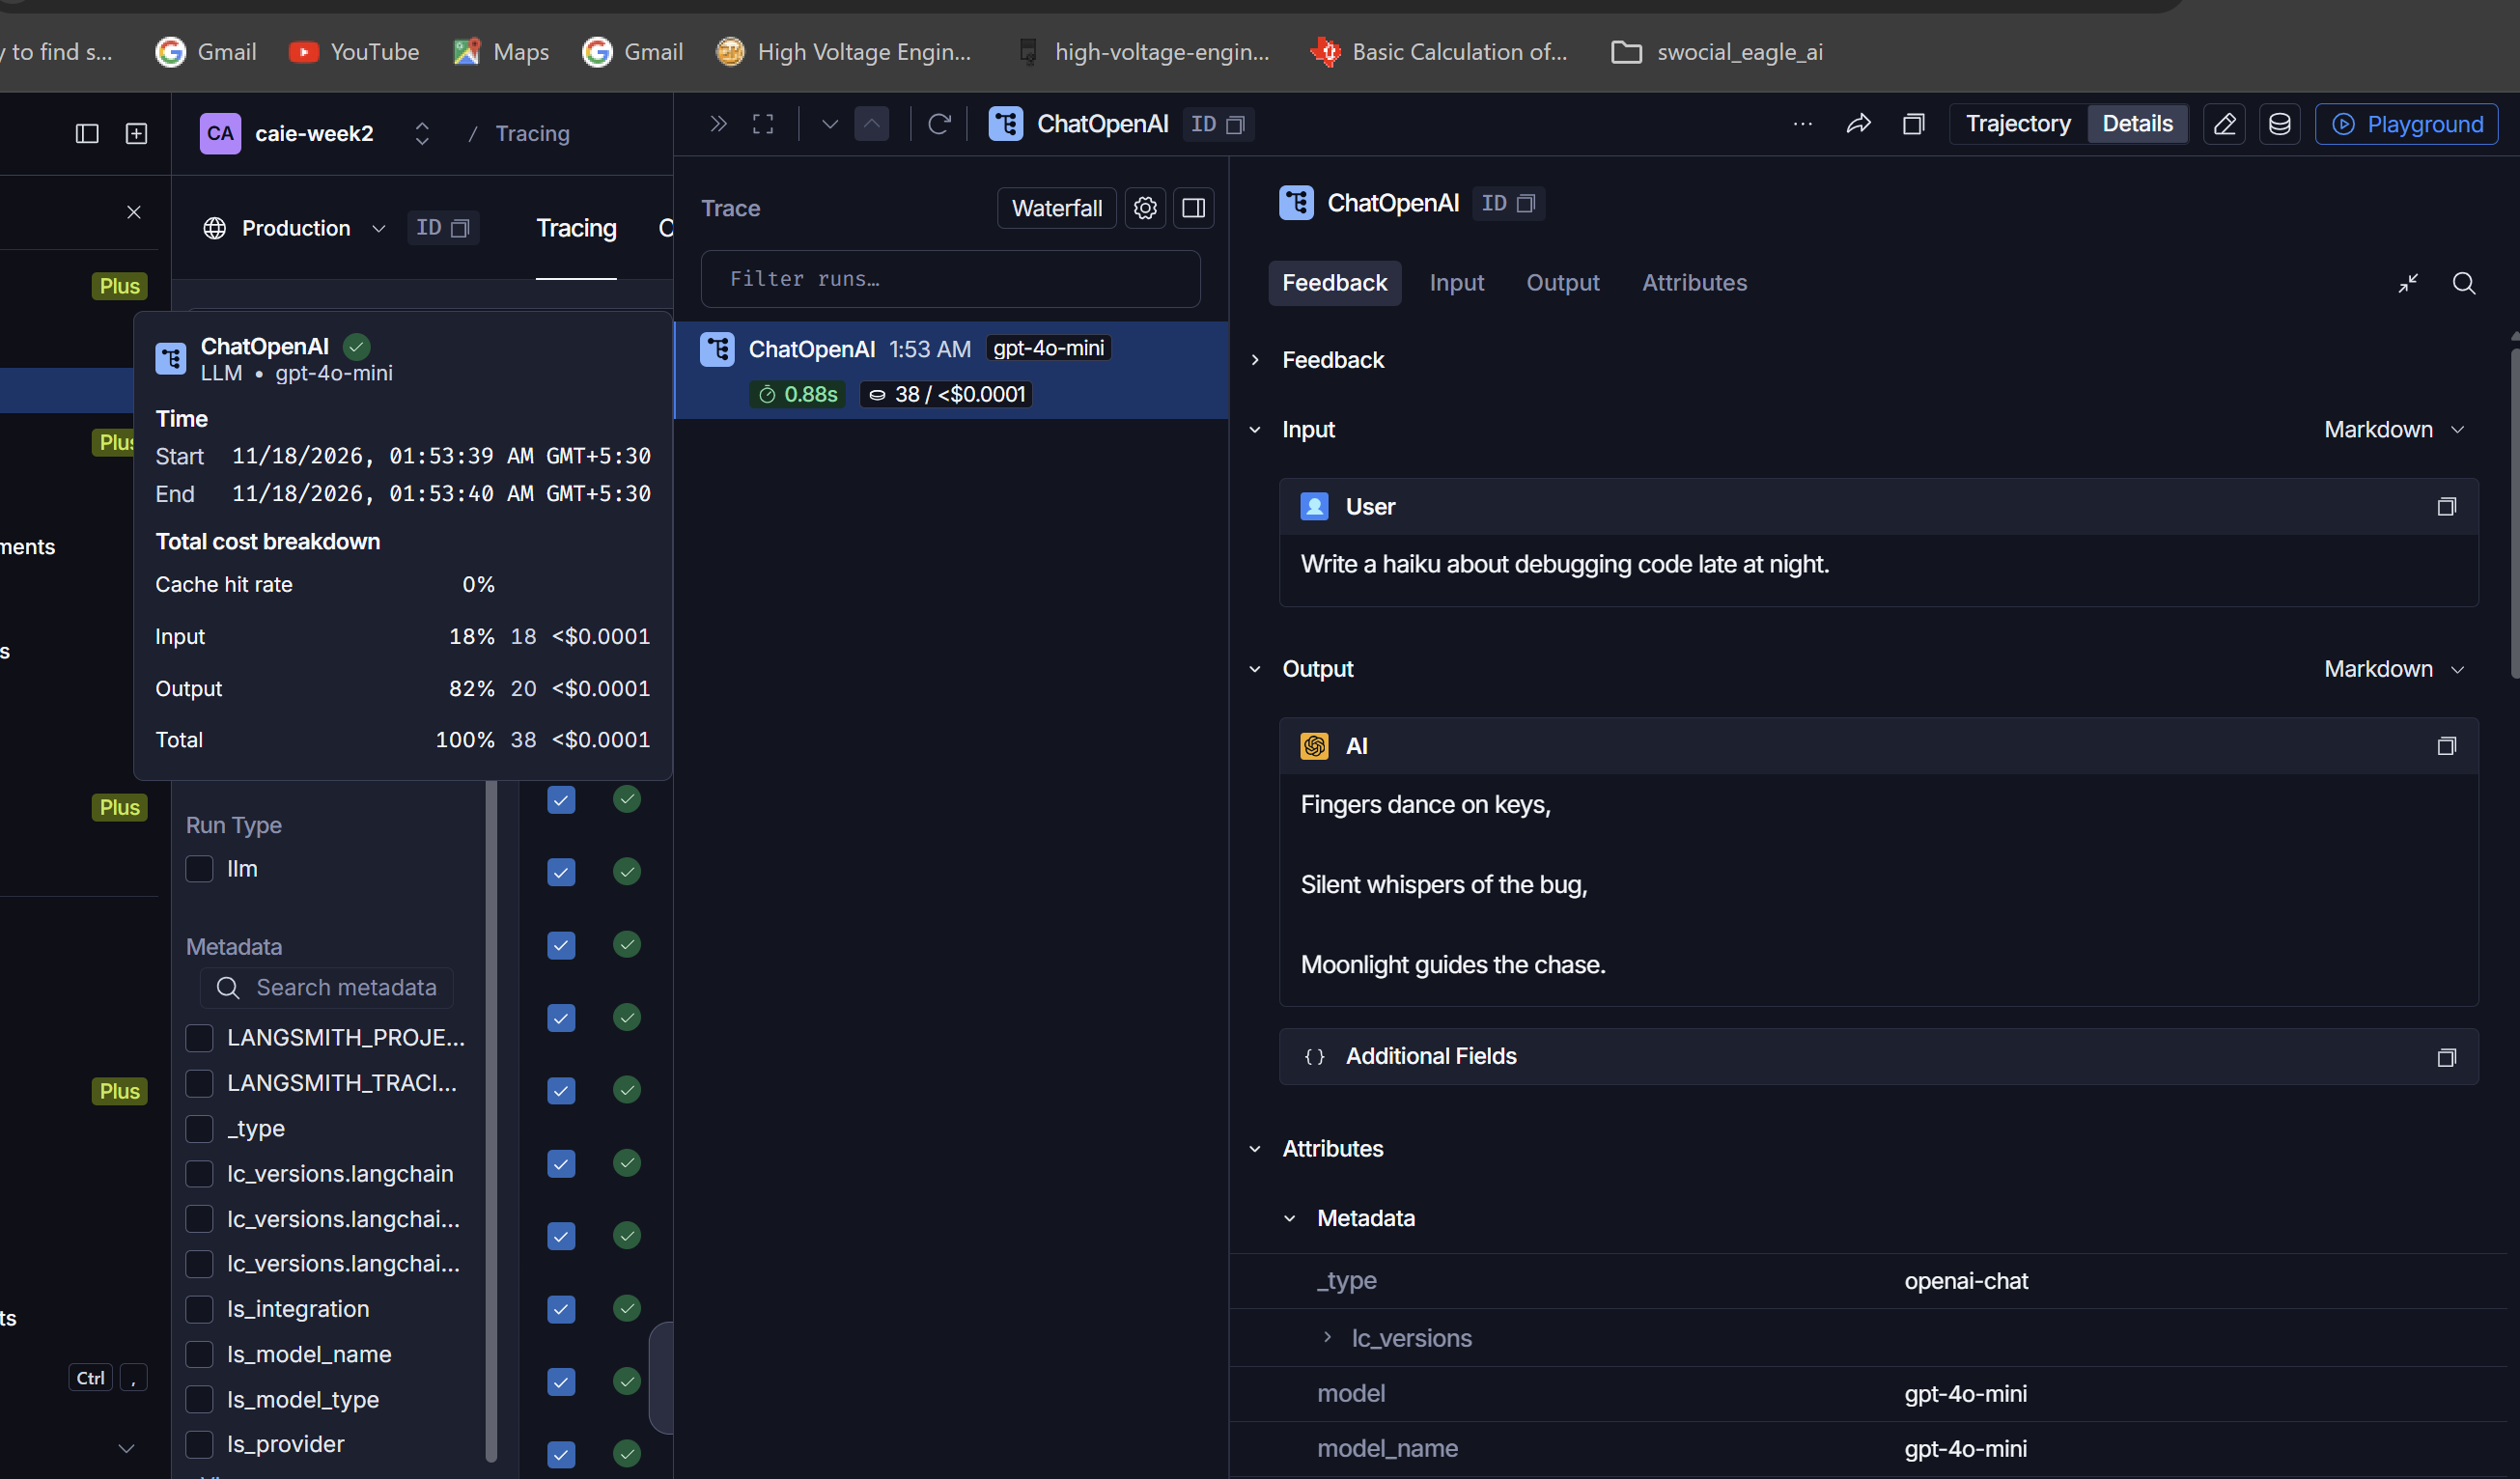 y to find s...
Gmail
YouTube
Maps
Gmail
High Voltage Engin...
high-voltage-engin...
Basic Calculation of...
swocial_eagle_ai
CA caie-week2 / Tracing
Production ID Tracing
Plus
Plus
ments
s
Plus
Plus
ts
Ctrl ,
ChatOpenAI
LLM • gpt-4o-mini
Time
Start 11/18/2026, 01:53:39 AM GMT+5:30
End 11/18/2026, 01:53:40 AM GMT+5:30
Total cost breakdown
Cache hit rate 0%
Input 18% 18 <$0.0001
Output 82% 20 <$0.0001
Total 100% 38 <$0.0001
Run Type
llm
Metadata
Search metadata
LANGSMITH_PROJE...
LANGSMITH_TRACI...
_type
lc_versions.langchain
lc_versions.langchai...
lc_versions.langchai...
ls_integration
ls_model_name
ls_model_type
ls_provider
ChatOpenAI ID
... Trajectory Details Playground
Trace Waterfall
Filter runs...
ChatOpenAI 1:53 AM gpt-4o-mini
0.88s 38 / <$0.0001
ChatOpenAI ID
Feedback Input Output Attributes
Feedback
Input Markdown
User
Write a haiku about debugging code late at night.
Output Markdown
AI
Fingers dance on keys,
Silent whispers of the bug,
Moonlight guides the chase.
{} Additional Fields
Attributes
Metadata
_type openai-chat
lc_versions
model gpt-4o-mini
model_name gpt-4o-mini